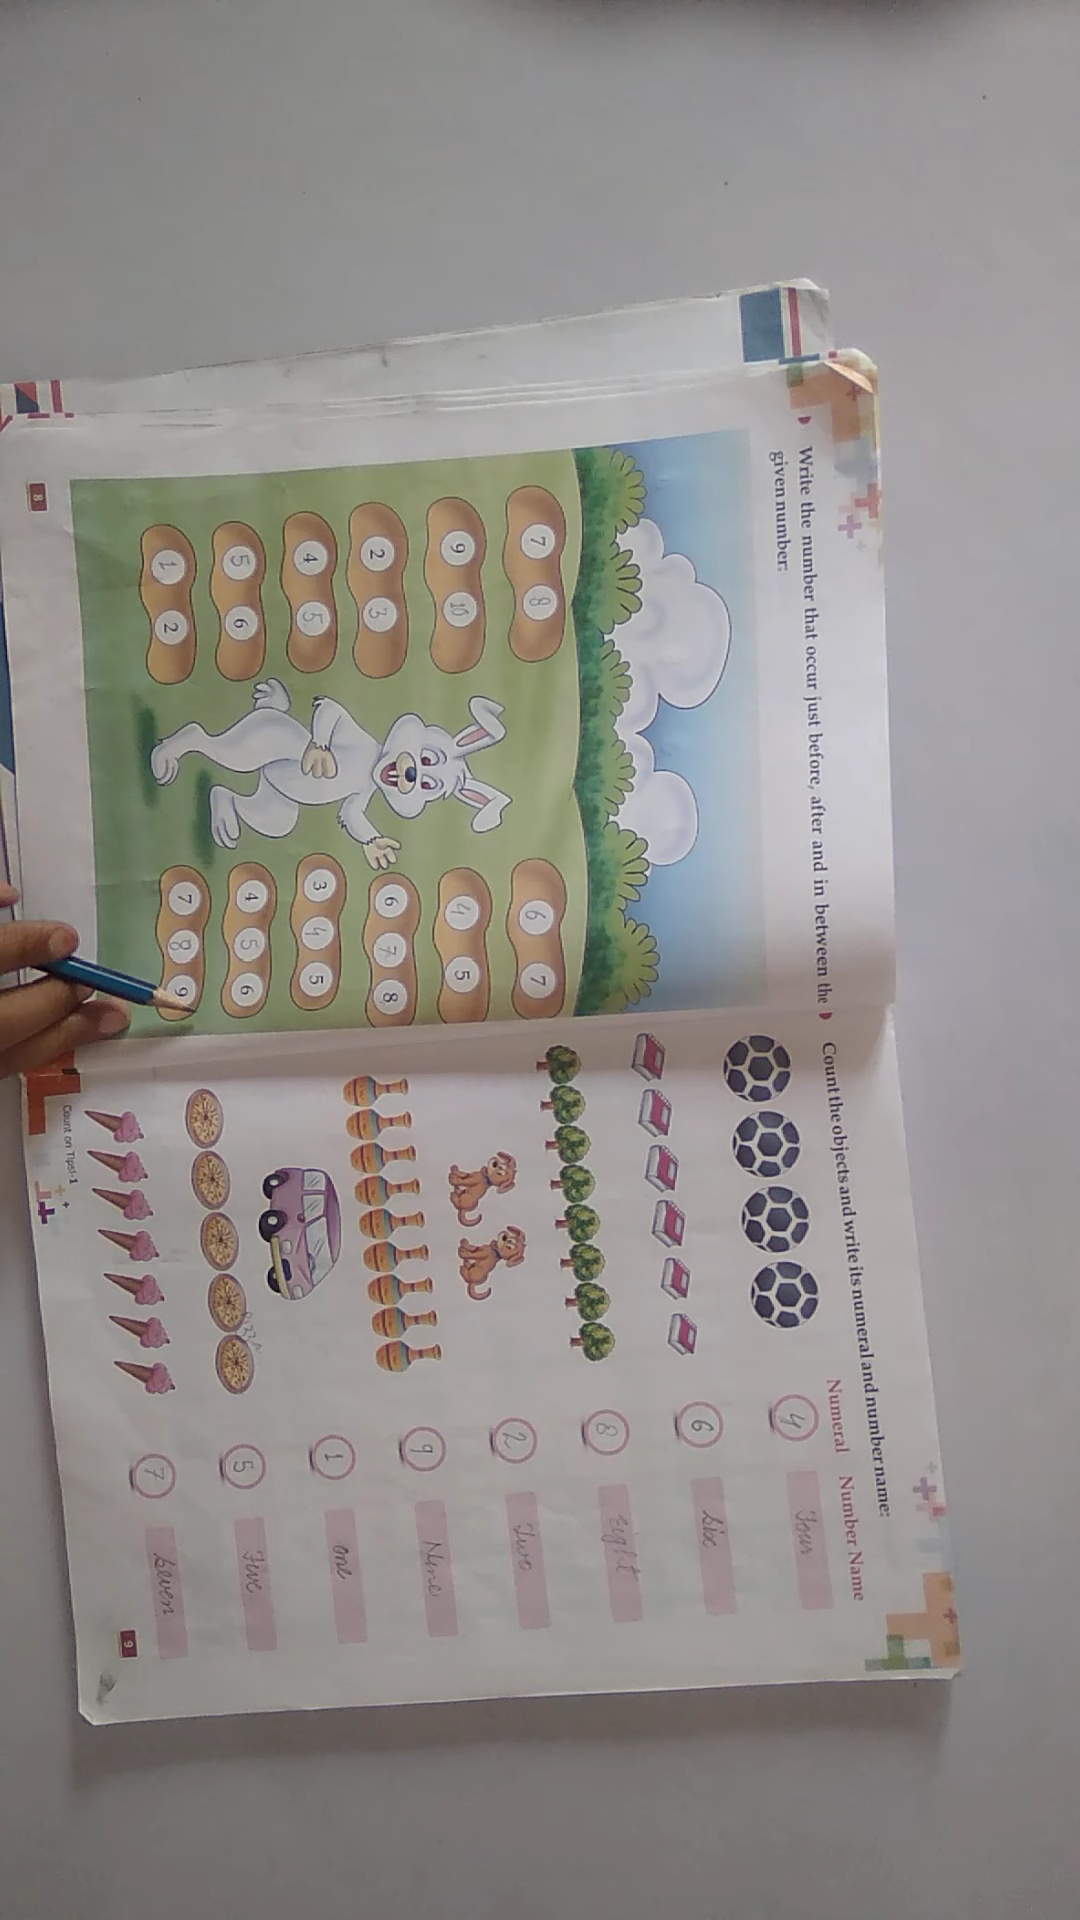 Write the number that occur just before, after and in between the
given number:
7 8
6 7
9 10
4 5
2 3
6 7 8
4 5
3 4 5
5 6
4 5 6
1 2
7 8 9
8
Count the objects and write its numeral and number name:
Numeral Number Name
4 Four
6 Six
8 Eight
2 Two
9 Nine
1 one
5 Five
7 Seven
Count on Tips!-1
9